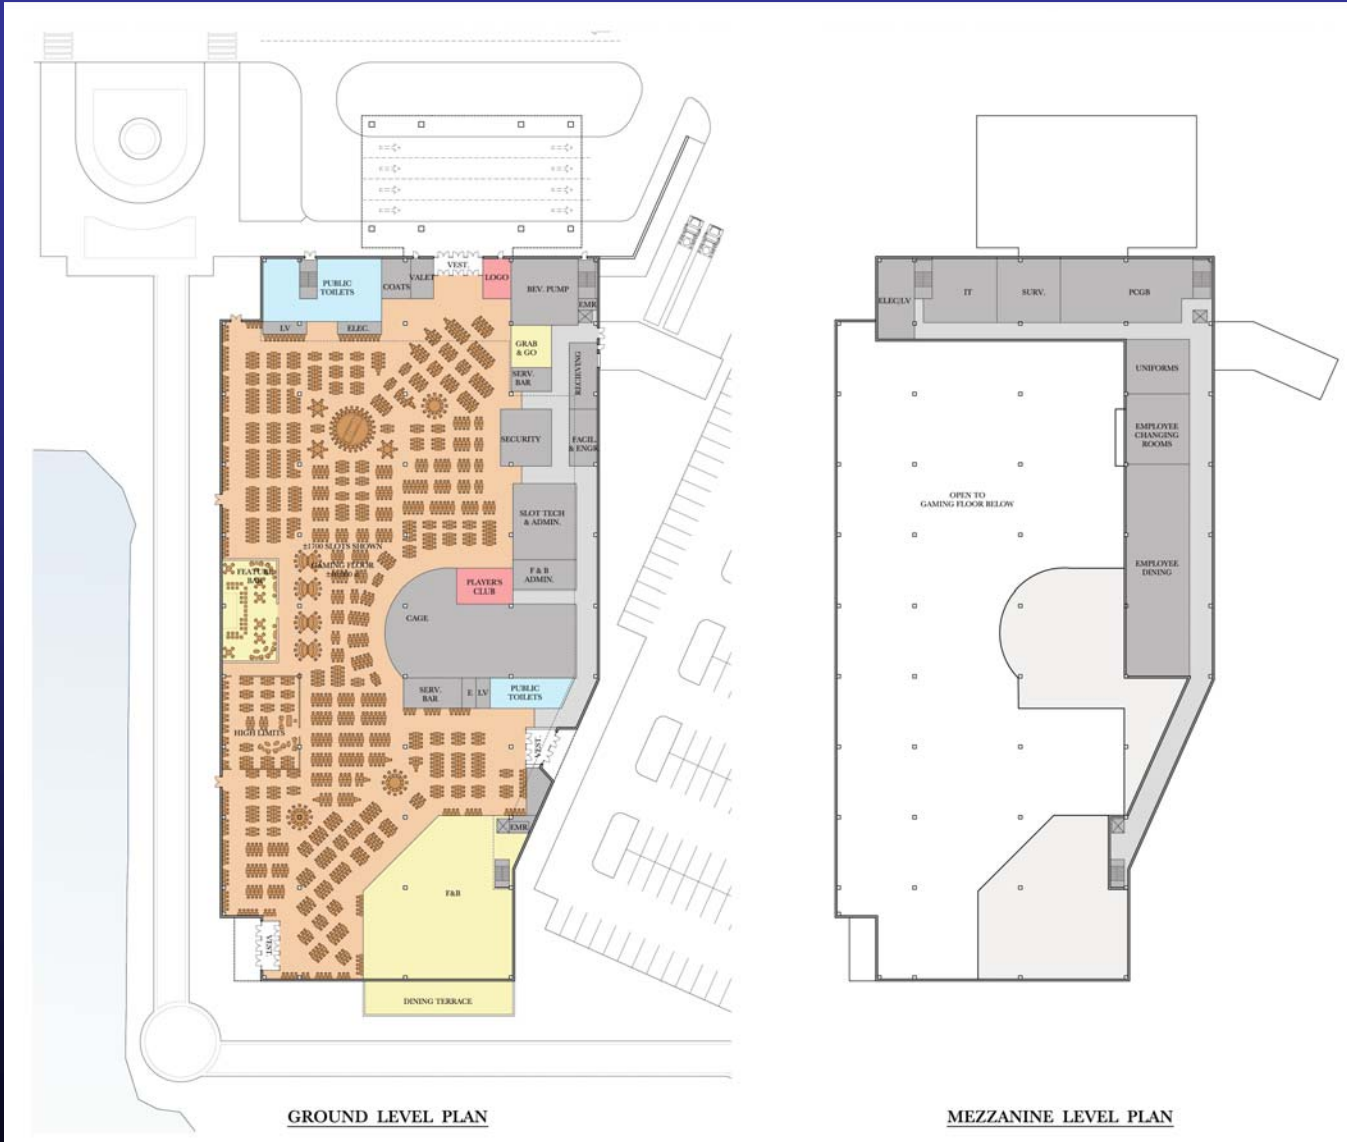 VEST.
PUBLIC
TOILETS
COATS
VALET
LOGO
BEV. PUMP
EMR
LV
ELEC.
GRAB
& GO
SERV.
BAR
RECIEVING
SECURITY
FACIL
& ENGR
SLOT TECH
& ADMIN.
±1700 SLOTS SHOWN
GAMING FLOOR
FEATURE
BAR
F & B
ADMIN.
PLAYER'S
CLUB
CAGE
SERV.
BAR
E
LV
PUBLIC
TOILETS
HIGH LIMITS
VEST.
EMR
F&B
VEST.
DINING TERRACE
GROUND LEVEL PLAN
ELEC/LV
IT
SURV.
PCGB
UNIFORMS
EMPLOYEE
CHANGING
ROOMS
OPEN TO
GAMING FLOOR BELOW
EMPLOYEE
DINING
MEZZANINE LEVEL PLAN